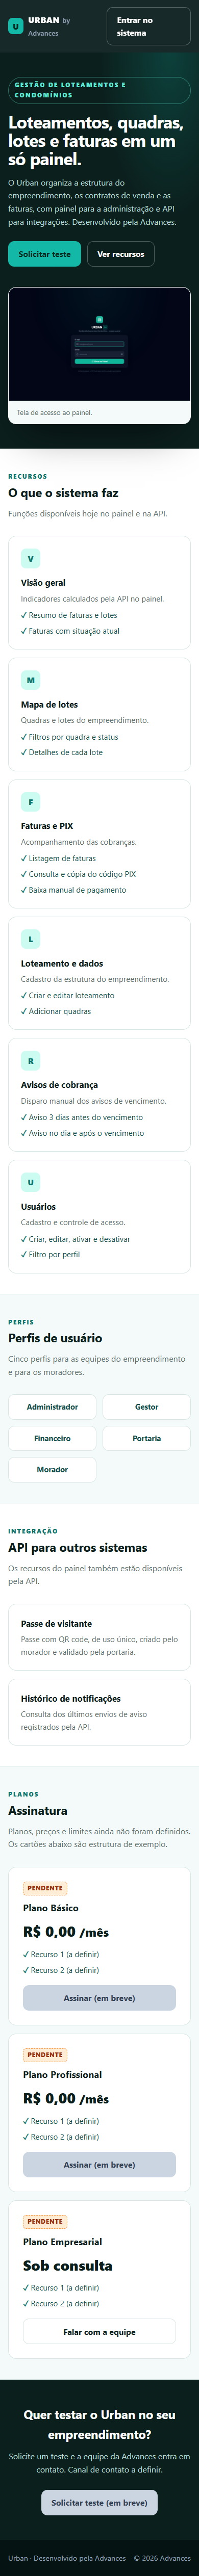 U URBAN by
Advances
Entrar no
sistema
GESTÃO DE LOTEAMENTOS E
CONDOMÍNIOS
Loteamentos, quadras,
lotes e faturas em um
só painel.
O Urban organiza a estrutura do
empreendimento, os contratos de venda e as
faturas, com painel para a administração e API
para integrações. Desenvolvido pela Advances.
Solicitar teste
Ver recursos
URBAN
Tela de acesso ao painel.
RECURSOS
O que o sistema faz
Funções disponíveis hoje no painel e na API.
V
Visão geral
Indicadores calculados pela API no painel.
✓ Resumo de faturas e lotes
✓ Faturas com situação atual
M
Mapa de lotes
Quadras e lotes do empreendimento.
✓ Filtros por quadra e status
✓ Detalhes de cada lote
F
Faturas e PIX
Acompanhamento das cobranças.
✓ Listagem de faturas
✓ Consulta e cópia do código PIX
✓ Baixa manual de pagamento
L
Loteamento e dados
Cadastro da estrutura do empreendimento.
✓ Criar e editar loteamento
✓ Adicionar quadras
R
Avisos de cobrança
Disparo manual dos avisos de vencimento.
✓ Aviso 3 dias antes do vencimento
✓ Aviso no dia e após o vencimento
U
Usuários
Cadastro e controle de acesso.
✓ Criar, editar, ativar e desativar
✓ Filtro por perfil
PERFIS
Perfis de usuário
Cinco perfis para as equipes do empreendimento
e para os moradores.
Administrador
Gestor
Financeiro
Portaria
Morador
INTEGRAÇÃO
API para outros sistemas
Os recursos do painel também estão disponíveis
pela API.
Passe de visitante
Passe com QR code, de uso único, criado pelo
morador e validado pela portaria.
Histórico de notificações
Consulta dos últimos envios de aviso
registrados pela API.
PLANOS
Assinatura
Planos, preços e limites ainda não foram definidos.
Os cartões abaixo são estrutura de exemplo.
PENDENTE
Plano Básico
R$ 0,00 /mês
✓ Recurso 1 (a definir)
✓ Recurso 2 (a definir)
Assinar (em breve)
PENDENTE
Plano Profissional
R$ 0,00 /mês
✓ Recurso 1 (a definir)
✓ Recurso 2 (a definir)
Assinar (em breve)
PENDENTE
Plano Empresarial
Sob consulta
✓ Recurso 1 (a definir)
✓ Recurso 2 (a definir)
Falar com a equipe
Quer testar o Urban no seu
empreendimento?
Solicite um teste e a equipe da Advances entra em
contato. Canal de contato a definir.
Solicitar teste (em breve)
Urban · Desenvolvido pela Advances
© 2026 Advances